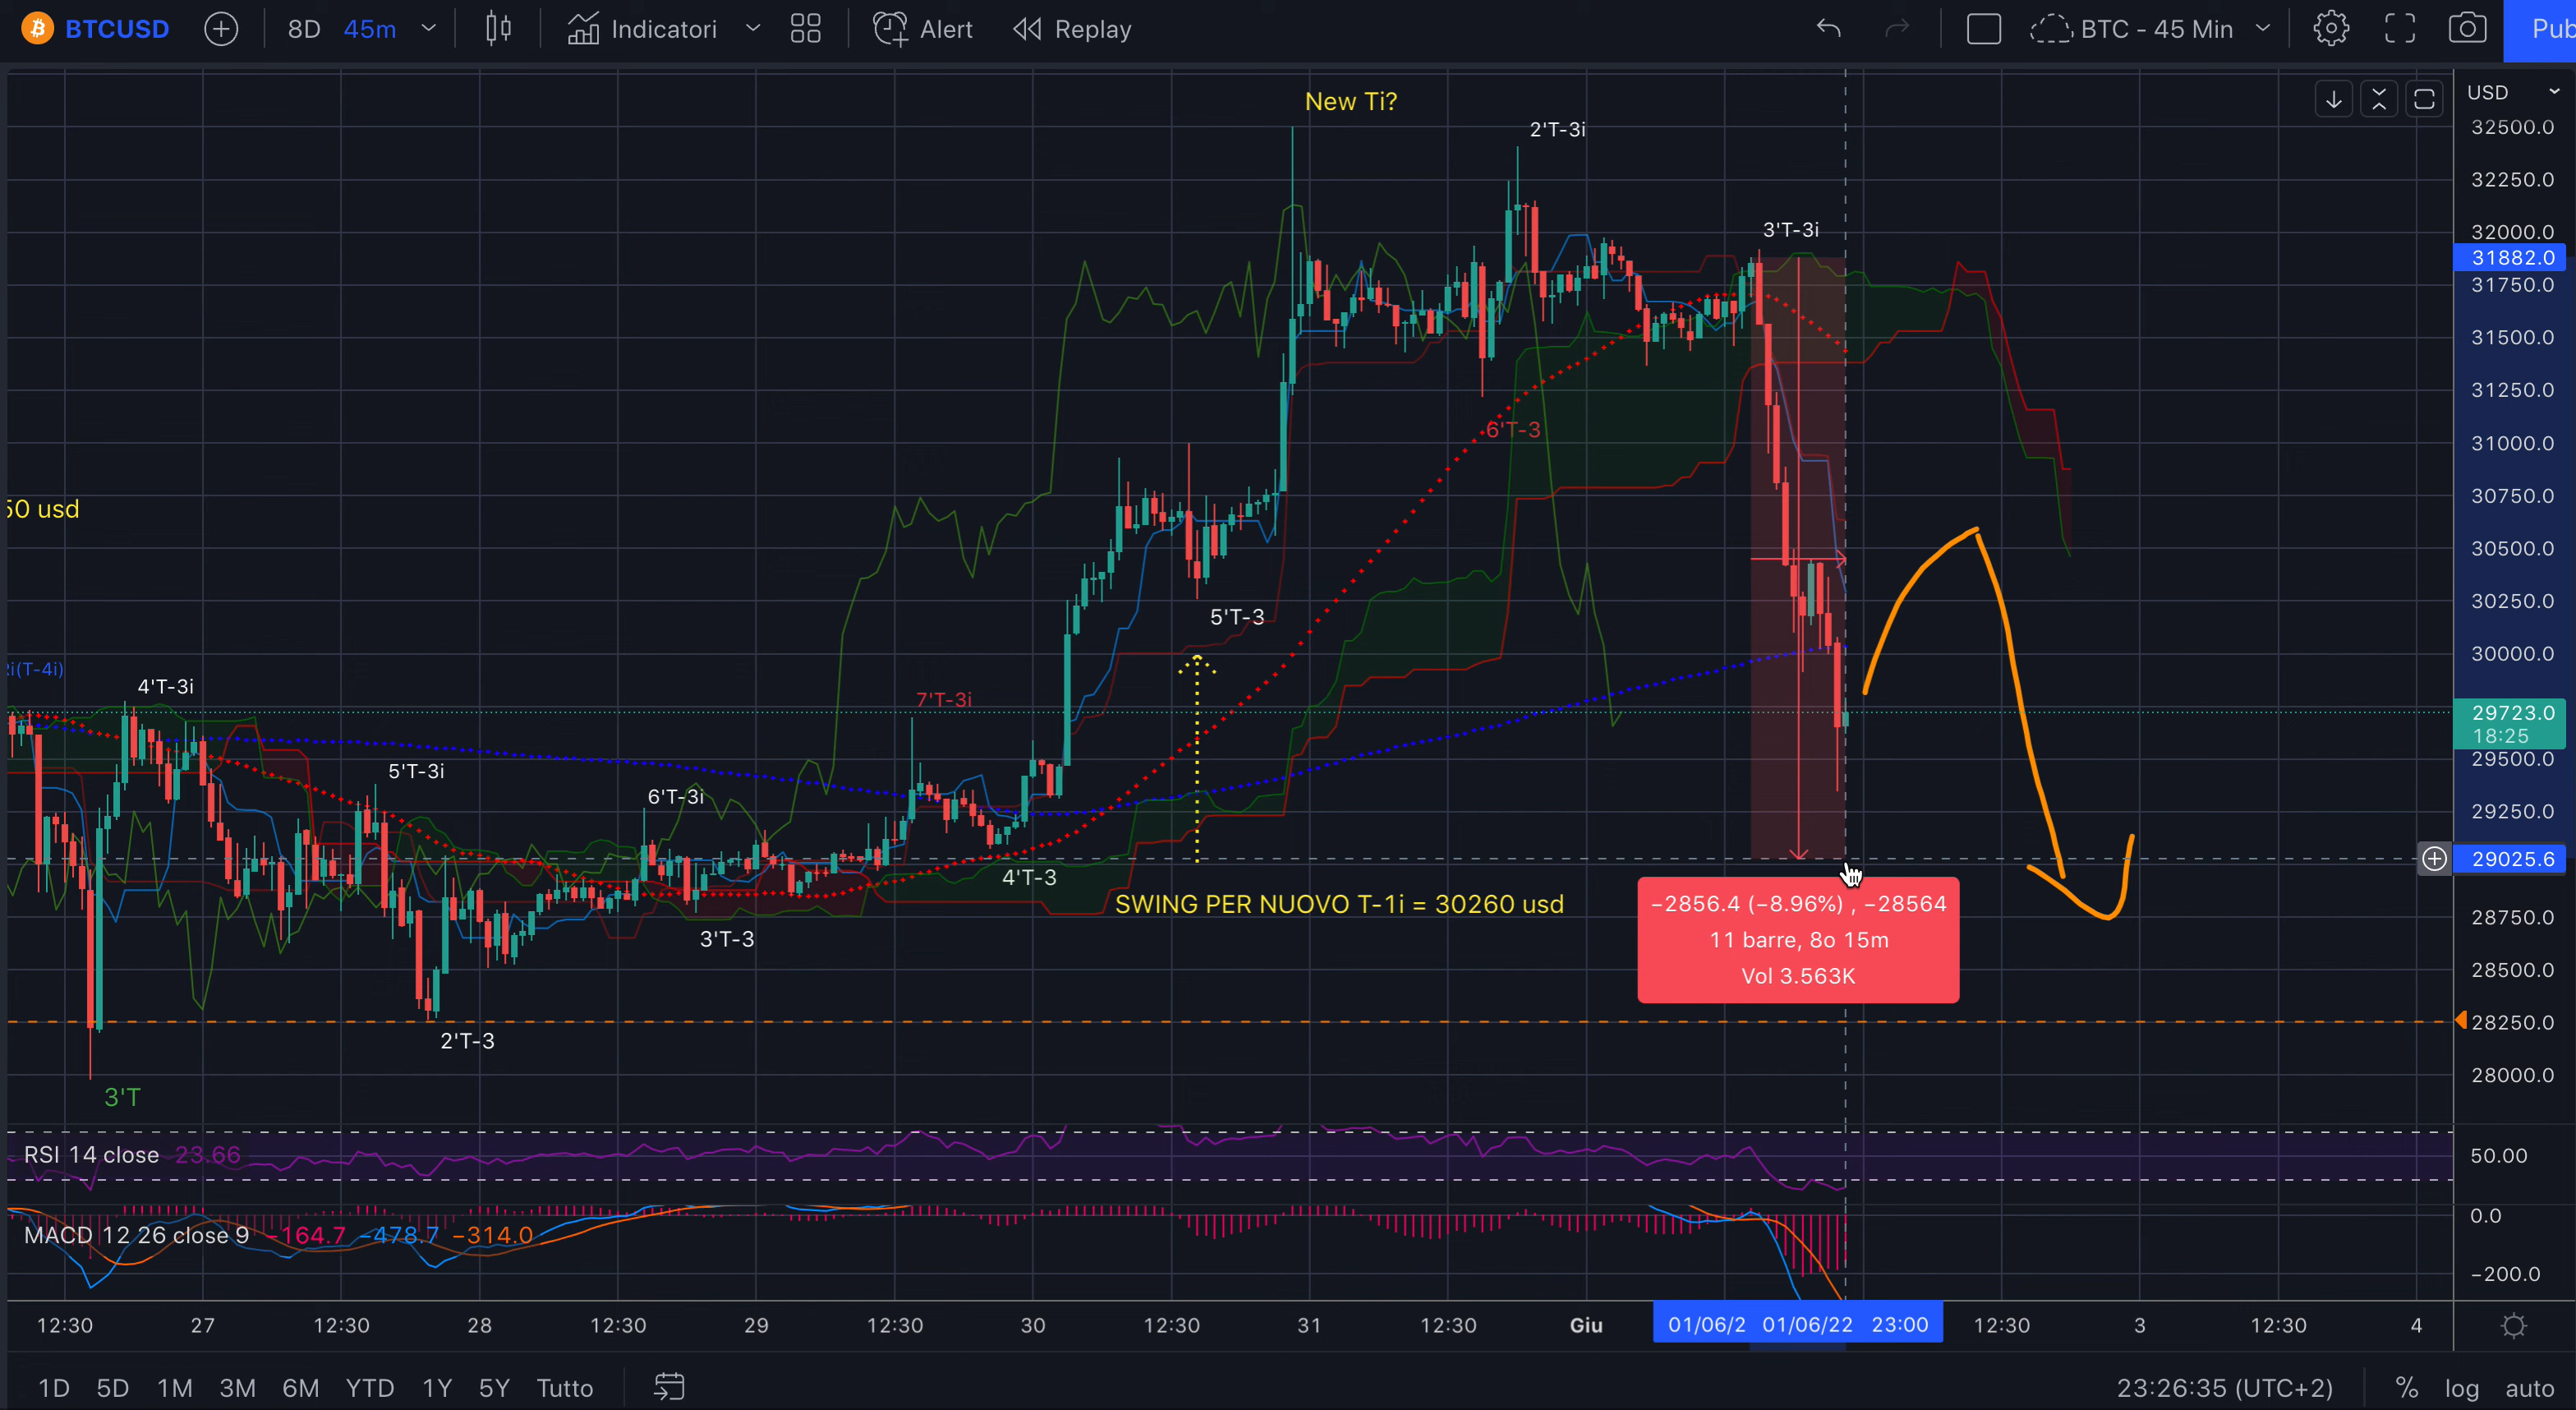 BTCUSD 8D 45m Indicatori Alert Replay BTC - 45 Min Pub
USD
New Ti?
32500.0
2'T-3i
32250.0
3'T-3i
32000.0
31882.0
31750.0
31500.0
31250.0
6'T-3
31000.0
50 usd
30750.0
30500.0
30250.0
5'T-3
30000.0
i(T-4i)
4'T-3i
7'T-3i
29723.0
18:25
29500.0
5'T-3i
6'T-3i
29250.0
29025.6
4'T-3
SWING PER NUOVO T-1i = 30260 usd
−2856.4 (−8.96%) , −28564
11 barre, 8o 15m
Vol 3.563K
28750.0
3'T-3
28500.0
28250.0
2'T-3
28000.0
3'T
RSI 14 close 23.66
50.00
MACD 12 26 close 9 −164.7 −478.7 −314.0
0.0
−200.0
12:30 27 12:30 28 12:30 29 12:30 30 12:30 31 12:30 Giu 01/06/2 01/06/22 23:00 12:30 3 12:30 4
1D 5D 1M 3M 6M YTD 1Y 5Y Tutto 23:26:35 (UTC+2) % log auto